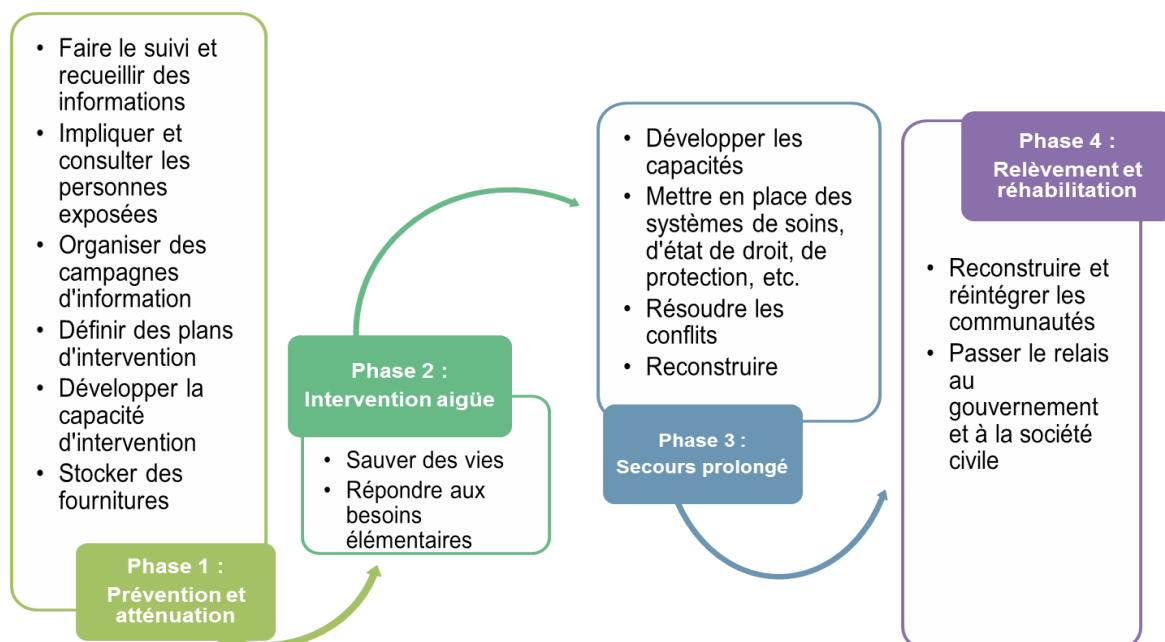 • Faire le suivi et
recueillir des
informations
• Impliquer et
consulter les
personnes
exposées
• Organiser des
campagnes
d'information
• Définir des plans
d'intervention
• Développer la
capacité
d'intervention
• Stocker des
fournitures
Phase 1 :
Prévention et
atténuation
Phase 2 :
Intervention aigüe
• Sauver des vies
• Répondre aux
besoins
élémentaires
• Développer les
capacités
• Mettre en place des
systèmes de soins,
d'état de droit, de
protection, etc.
• Résoudre les
conflits
• Reconstruire
Phase 3 :
Secours prolongé
Phase 4 :
Relèvement et
réhabilitation
• Reconstruire et
réintégrer les
communautés
• Passer le relais
au
gouvernement
et à la société
civile